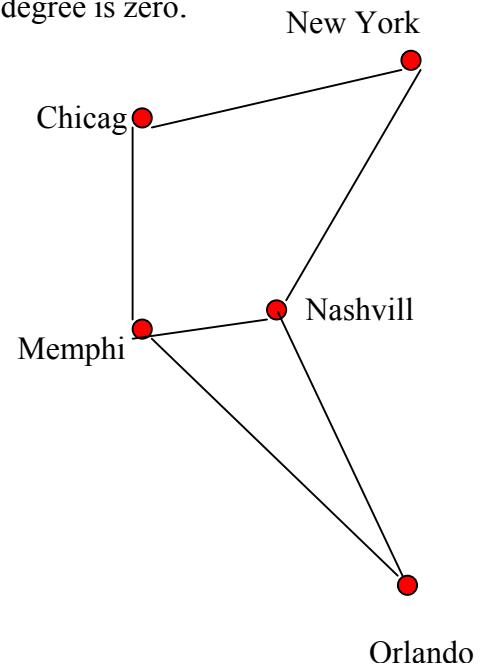 degree is zero.
New York
Chicag
Nashvill
Memphi
Orlando